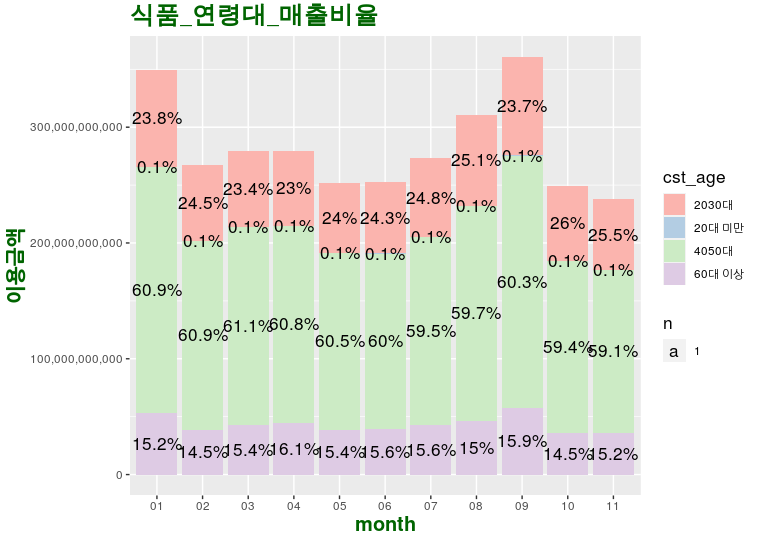 식품_연령대_매출비율
이용금액
300,000,000,000
200,000,000,000
100,000,000,000
0
23.8% 24.5% 23.4% 23% 24% 24.3% 24.8% 25.1% 23.7% 26% 25.5%
0.1% 0.1% 0.1% 0.1% 0.1% 0.1% 0.1% 0.1% 0.1% 0.1% 0.1%
60.9% 60.9% 61.1% 60.8% 60.5% 60% 59.5% 59.7% 60.3% 59.4% 59.1%
15.2% 14.5% 15.4% 16.1% 15.4% 15.6% 15.6% 15% 15.9% 14.5% 15.2%
01 02 03 04 05 06 07 08 09 10 11
month
cst_age
2030대
20대 미만
4050대
60대 이상
n
a 1